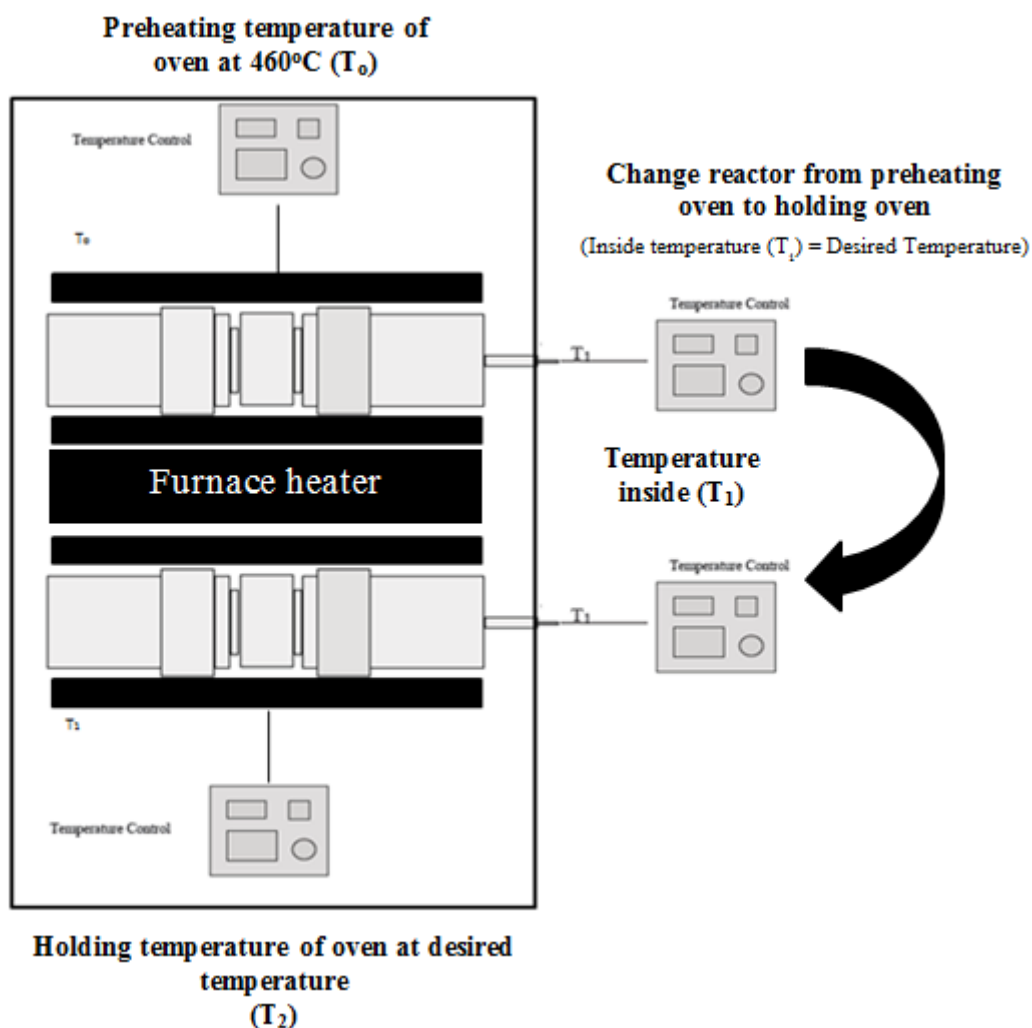 Preheating temperature of
oven at 460°C (Tₒ)
Temperature Control
Tₒ
Change reactor from preheating
oven to holding oven
(Inside temperature (T₁) = Desired Temperature)
Temperature Control
T₁
Furnace heater
Temperature
inside (T₁)
Temperature Control
T₁
T₂
Temperature Control
Holding temperature of oven at desired
temperature
(T₂)